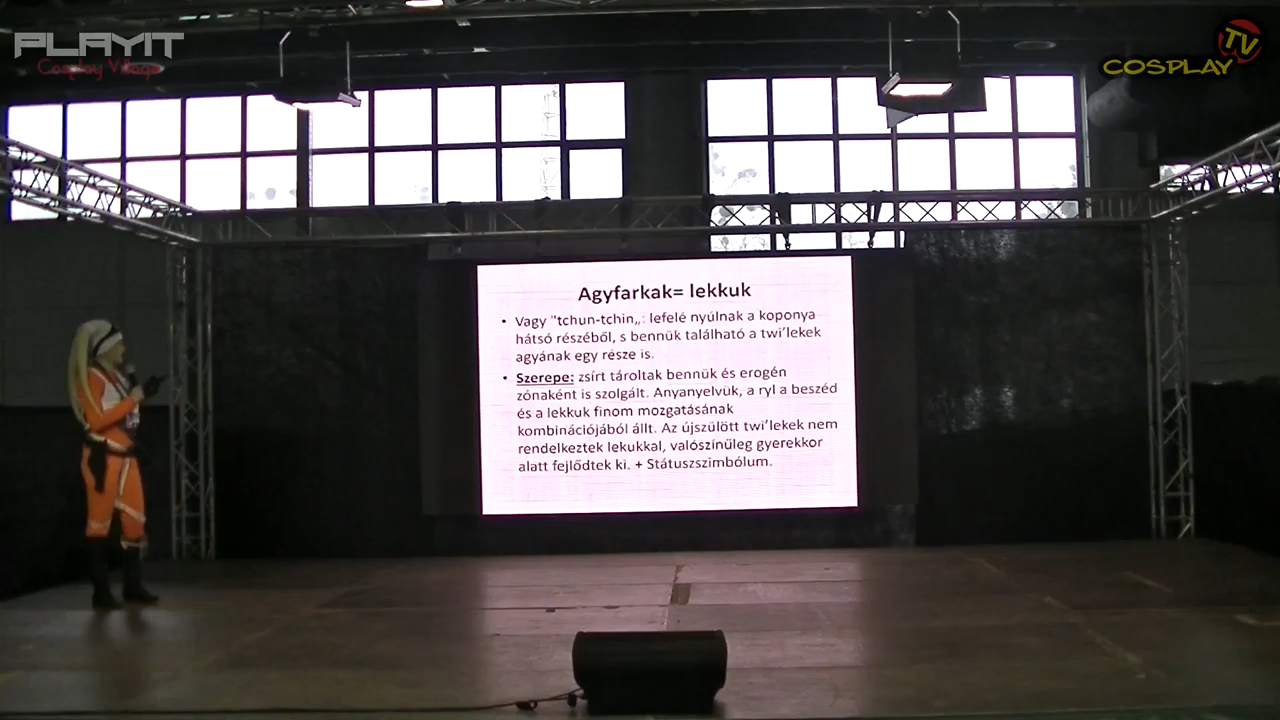 PLAYIT
Cosplay Village
TV
COSPLAY
Agyfarkak= lekkuk
• Vagy "tchun-tchin„: lefelé nyúlnak a koponya
hátsó részéből, s bennük található a twi'lekek
agyának egy része is.
• Szerepe: zsírt tároltak bennük és erogén
zónaként is szolgált. Anyanyelvük, a ryl a beszéd
és a lekkuk finom mozgatásának
kombinációjából állt. Az újszülött twi'lekek nem
rendelkeztek lekukkal, valószínűleg gyerekkor
alatt fejlődtek ki. + Státuszszimbólum.